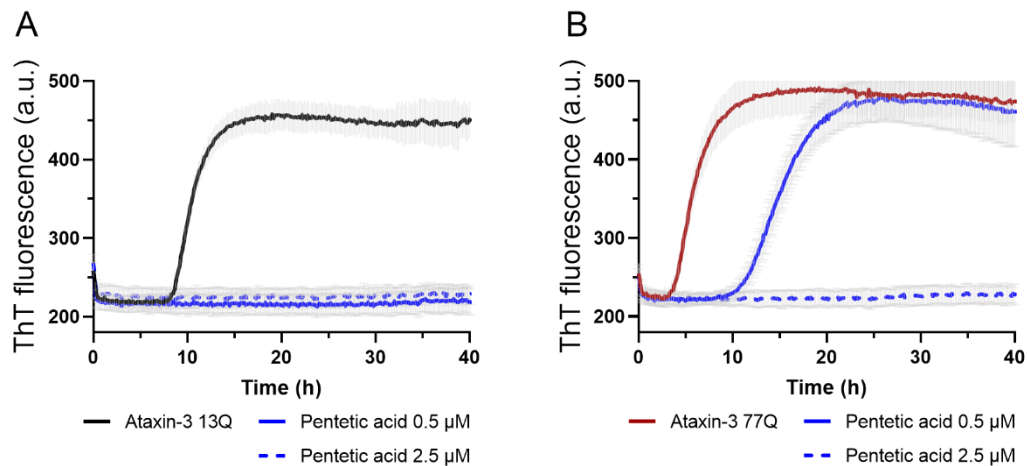 A
B
ThT fluorescence (a.u.)
500
400
300
200
0
10
20
30
40
Time (h)
Ataxin-3 13Q
Pentetic acid 0.5 µM
Pentetic acid 2.5 µM
ThT fluorescence (a.u.)
500
400
300
200
0
10
20
30
40
Time (h)
Ataxin-3 77Q
Pentetic acid 0.5 µM
Pentetic acid 2.5 µM